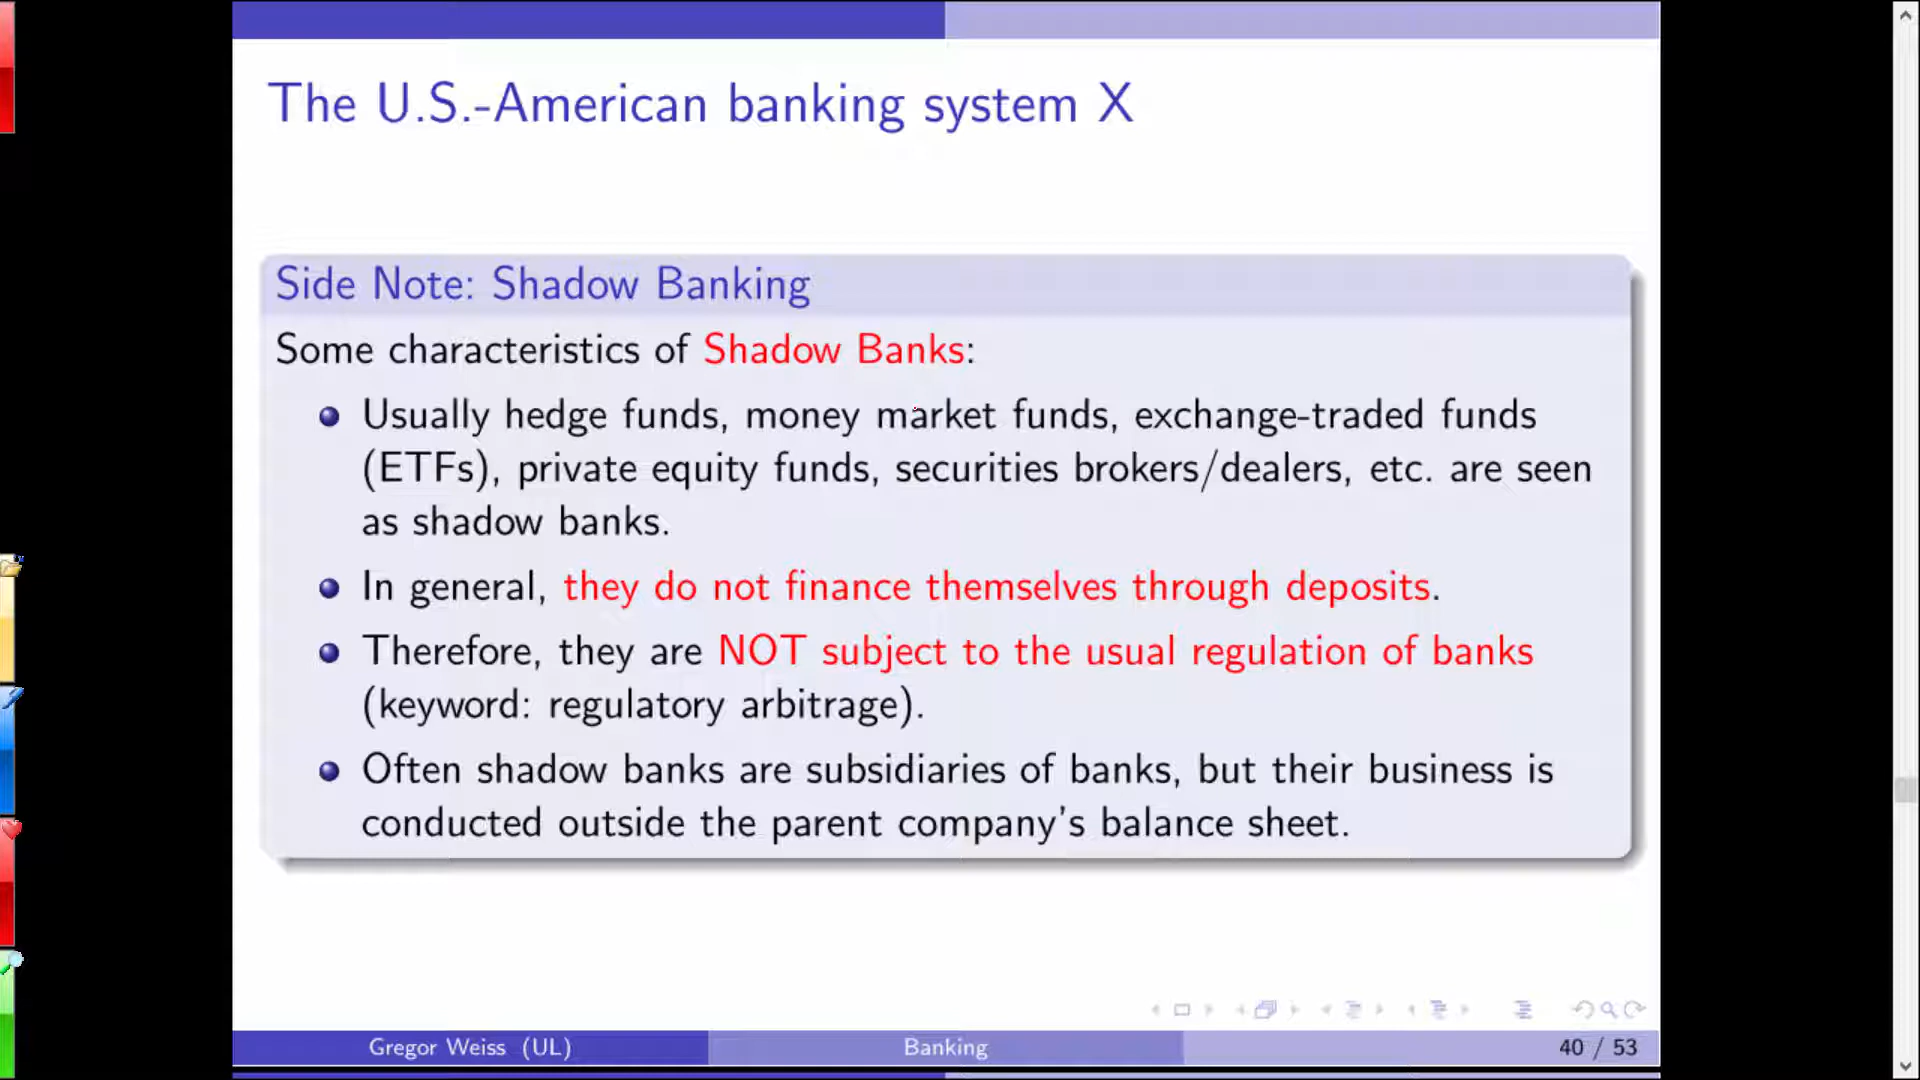 The U.S.-American banking system X
Side Note: Shadow Banking
Some characteristics of Shadow Banks:
Usually hedge funds, money market funds, exchange-traded funds
(ETFs), private equity funds, securities brokers/dealers, etc. are seen
as shadow banks.
In general, they do not finance themselves through deposits.
Therefore, they are NOT subject to the usual regulation of banks
(keyword: regulatory arbitrage).
Often shadow banks are subsidiaries of banks, but their business is
conducted outside the parent company's balance sheet.
Gregor Weiss (UL)
Banking
40 / 53